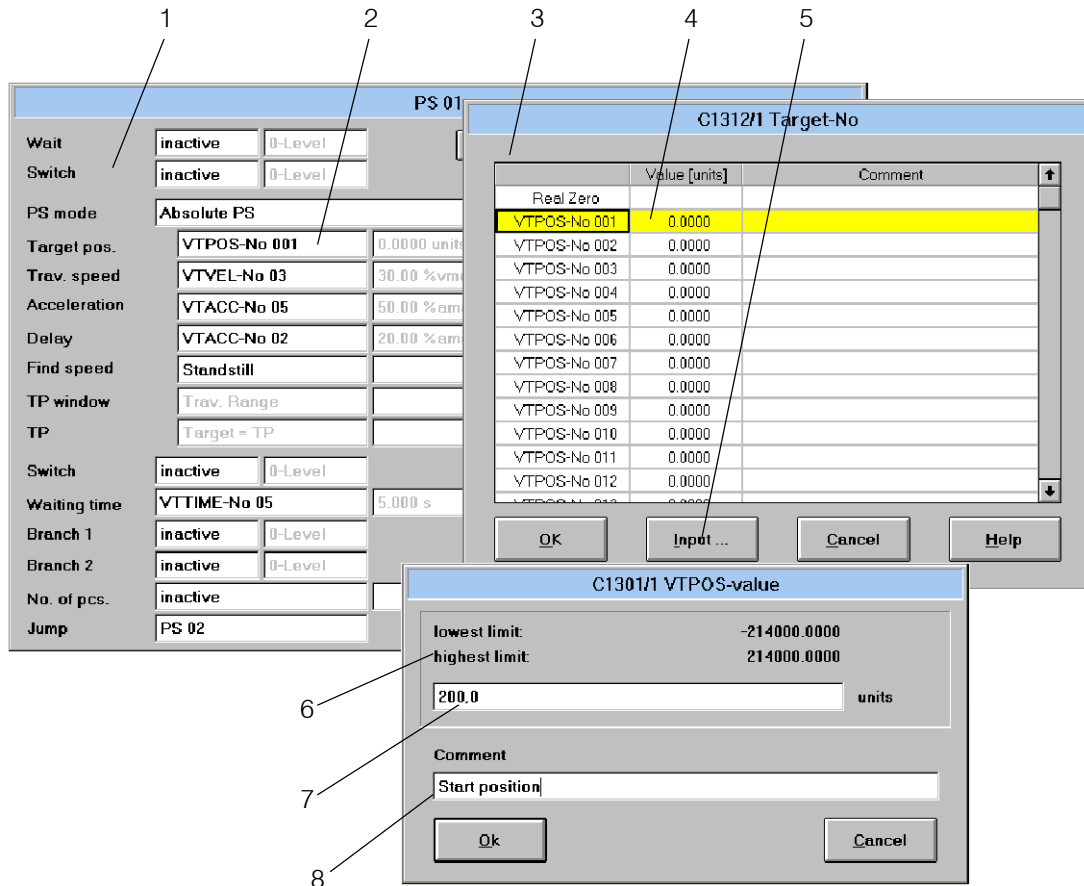 1 2 3 4 5
PS 01
Wait inactive 0-Level
Switch inactive 0-Level
PS mode Absolute PS
Target pos. VTPOS-No 001 0.0000 units
Trav. speed VTVEL-No 03 30.00 %vm
Acceleration VTACC-No 05 50.00 %am
Delay VTACC-No 02 20.00 %am
Find speed Standstill
TP window Trav. Range
TP Target = TP
Switch inactive 0-Level
Waiting time VTTIME-No 05 5.000 s
Branch 1 inactive 0-Level
Branch 2 inactive 0-Level
No. of pcs. inactive
Jump PS 02
C1312/1 Target-No
Value [units] Comment
Real Zero
VTPOS-No 001 0.0000
VTPOS-No 002 0.0000
VTPOS-No 003 0.0000
VTPOS-No 004 0.0000
VTPOS-No 005 0.0000
VTPOS-No 006 0.0000
VTPOS-No 007 0.0000
VTPOS-No 008 0.0000
VTPOS-No 009 0.0000
VTPOS-No 010 0.0000
VTPOS-No 011 0.0000
VTPOS-No 012 0.0000
VTPOS-No 013 0.0000
OK Input ... Cancel Help
C1301/1 VTPOS-value
lowest limit: -214000.0000
highest limit: 214000.0000
200,0 units
Comment
Start position
Ok Cancel
6
7
8